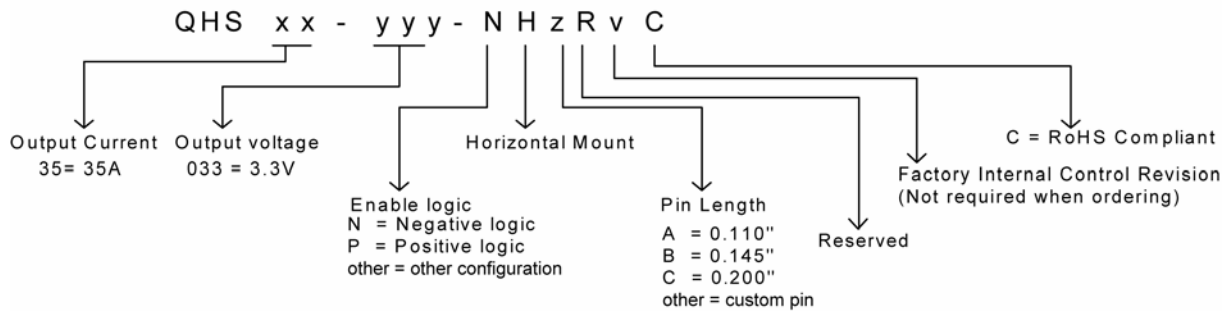 QHS xx - yyy - N H z R v C
Output Current
35= 35A
Output voltage
033 = 3.3V
Enable logic
N = Negative logic
P = Positive logic
other = other configuration
Horizontal Mount
Pin Length
A = 0.110"
B = 0.145"
C = 0.200"
other = custom pin
Reserved
Factory Internal Control Revision
(Not required when ordering)
C = RoHS Compliant